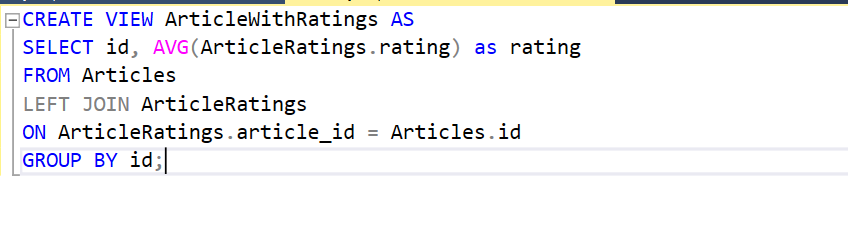 CREATE VIEW ArticleWithRatings AS
SELECT id, AVG(ArticleRatings.rating) as rating
FROM Articles
LEFT JOIN ArticleRatings
ON ArticleRatings.article_id = Articles.id
GROUP BY id;